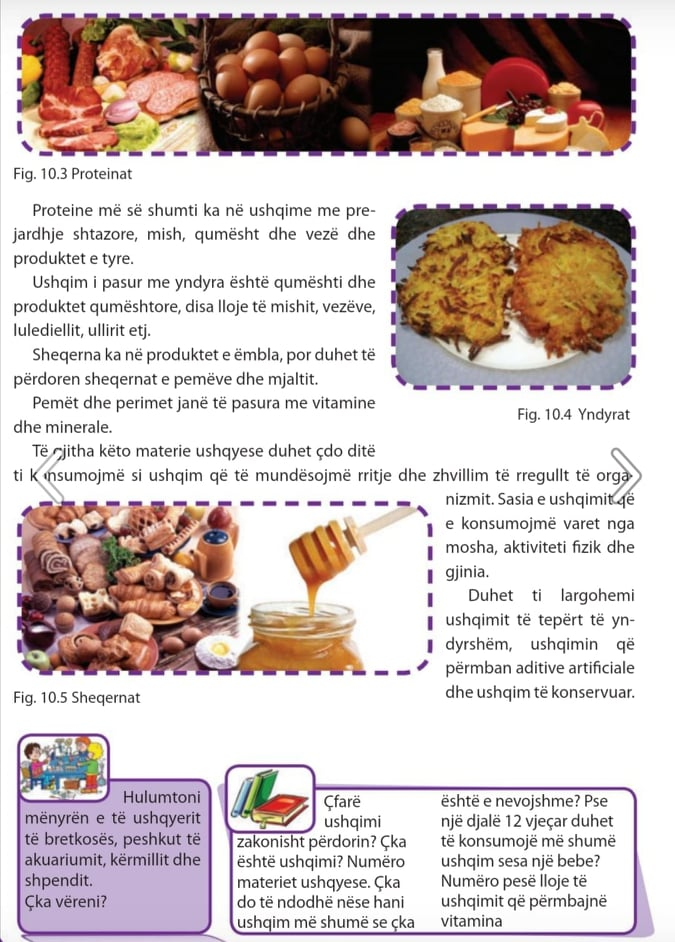 Fig. 10.3 Proteinat
Proteine më së shumti ka në ushqime me pre-
jardhje shtazore, mish, qumësht dhe vezë dhe
produktet e tyre.
Ushqim i pasur me yndyra është qumështi dhe
produktet qumështore, disa lloje të mishit, vezëve,
lulediellit, ullirit etj.
Sheqerna ka në produktet e ëmbla, por duhet të
përdoren sheqernat e pemëve dhe mjaltit.
Pemët dhe perimet janë të pasura me vitamine
dhe minerale.
Fig. 10.4 Yndyrat
Të gjitha këto materie ushqyese duhet çdo ditë
ti konsumojmë si ushqim që të mundësojmë rritje dhe zhvillim të rregullt të orga-
nizmit. Sasia e ushqimit që
e konsumojmë varet nga
mosha, aktiviteti fizik dhe
gjinia.
Duhet ti largohemi
ushqimit të tepërt të yn-
dyrshëm, ushqimin që
përmban aditive artificiale
dhe ushqim të konservuar.
Fig. 10.5 Sheqernat
Hulumtoni
mënyrën e të ushqyerit
të bretkosës, peshkut të
akuariumit, kërmillit dhe
shpendit.
Çka vëreni?
Çfarë
ushqimi
zakonisht përdorin? Çka
është ushqimi? Numëro
materiet ushqyese. Çka
do të ndodhë nëse hani
ushqim më shumë se çka
është e nevojshme? Pse
një djalë 12 vjeçar duhet
të konsumojë më shumë
ushqim sesa një bebe?
Numëro pesë lloje të
ushqimit që përmbajnë
vitamina